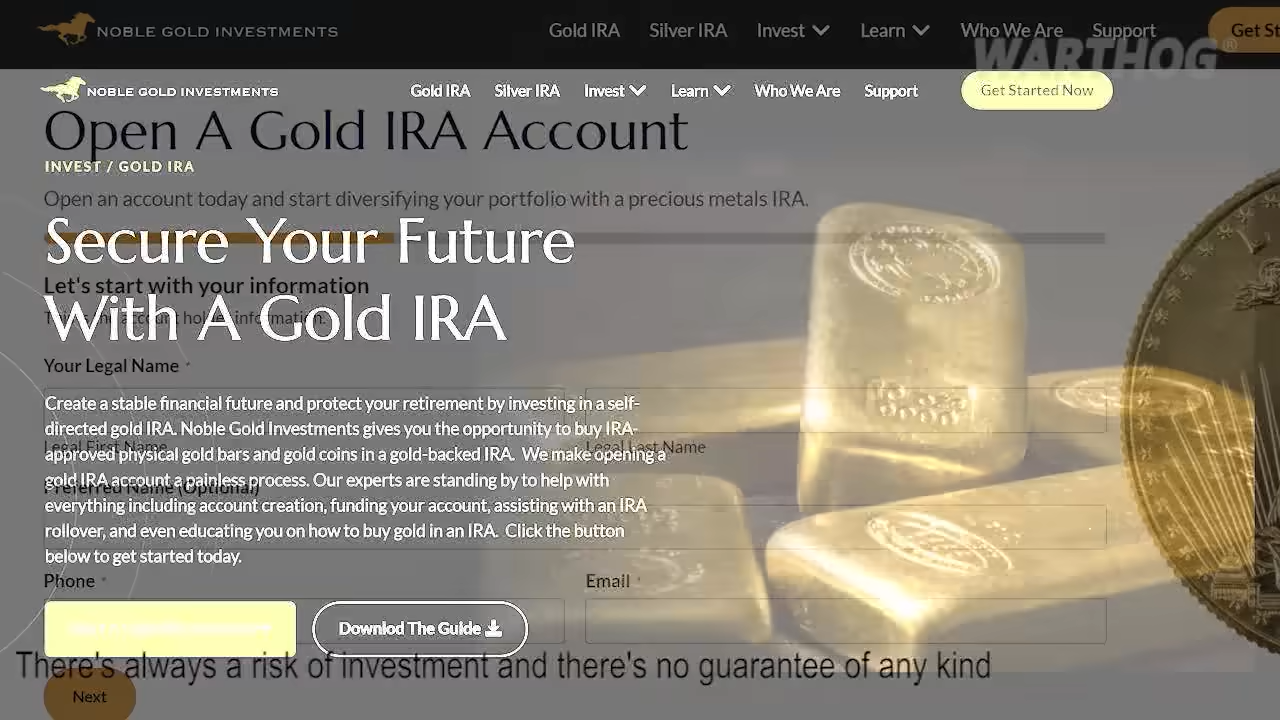 NOBLE GOLD INVESTMENTS Gold IRA Silver IRA Invest Learn Who We Are Support Get St
WARTHOG®
NOBLE GOLD INVESTMENTS Gold IRA Silver IRA Invest Learn Who We Are Support Get Started Now
Open A Gold IRA Account
INVEST / GOLD IRA
Open an account today and start diversifying your portfolio with a precious metals IRA.
Secure Your Future
Let's start with your information
With A Gold IRA
Your Legal Name *
Create a stable financial future and protect your retirement by investing in a self-
directed gold IRA. Noble Gold Investments gives you the opportunity to buy IRA-
Legal First Name Legal Last Name
approved physical gold bars and gold coins in a gold-backed IRA. We make opening a
gold IRA account a painless process. Our experts are standing by to help with
Preferred Name (Optional)
everything including account creation, funding your account, assisting with an IRA
rollover, and even educating you on how to buy gold in an IRA. Click the button
below to get started today.
Phone * Email *
Downlod The Guide
There's always a risk of investment and there's no guarantee of any kind
Next